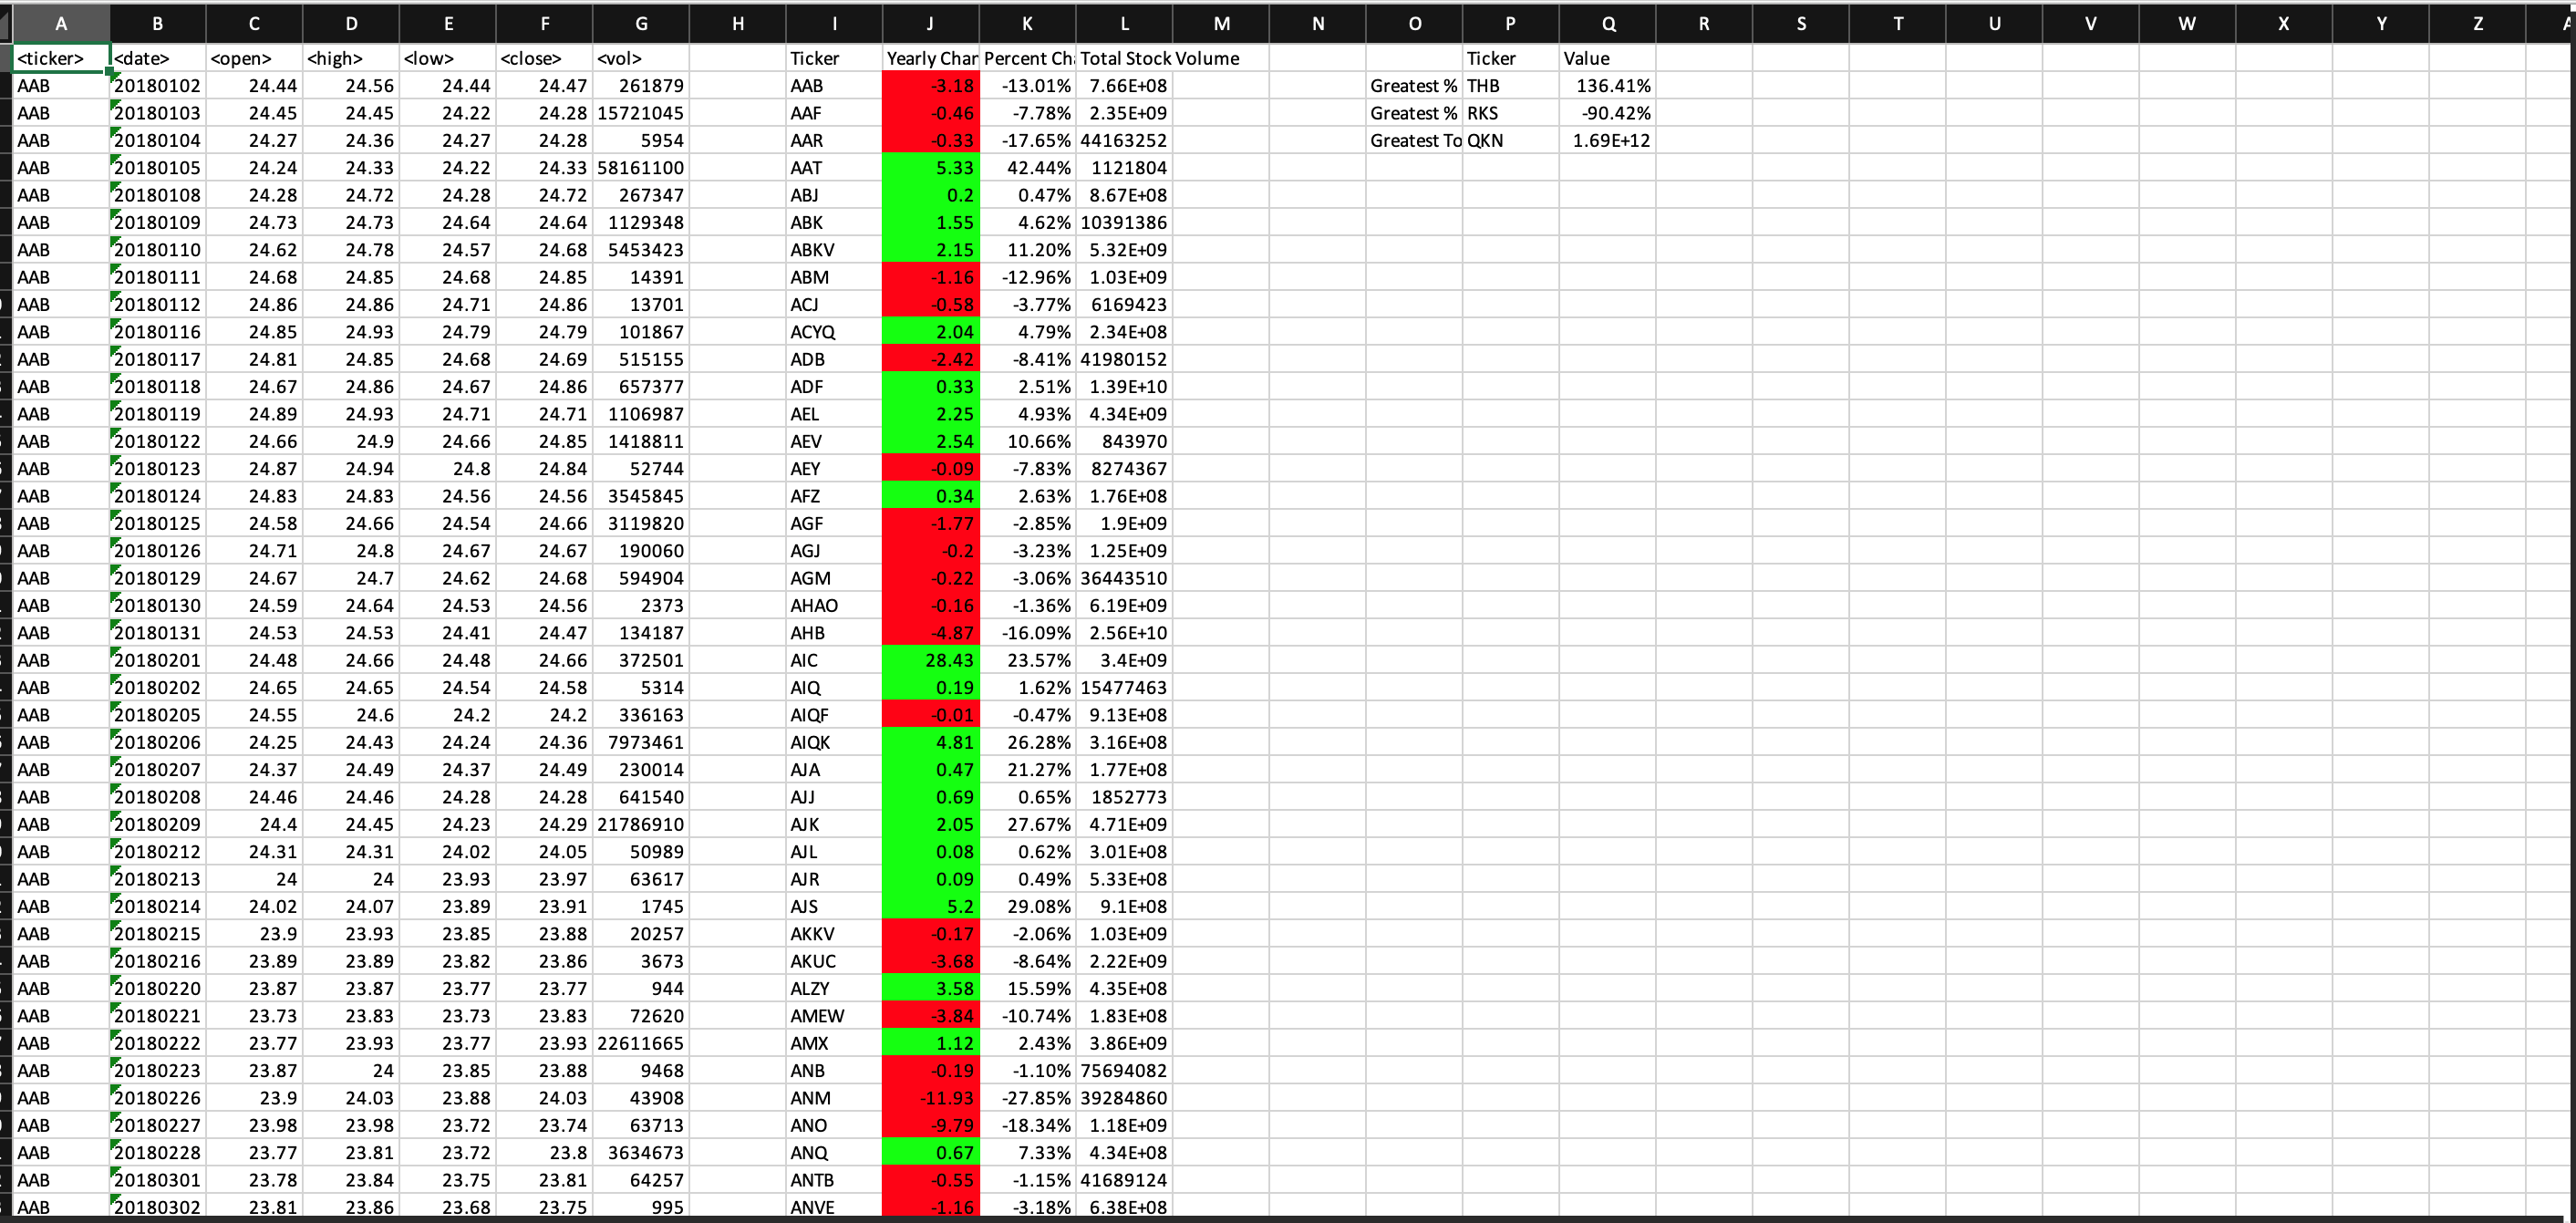 A B C D E F G H I J K L M N O P Q R S T U V W X Y Z
<ticker> <date> <open> <high> <low> <close> <vol> Ticker Yearly Char Percent Ch Total Stock Volume Ticker Value
AAB 20180102 24.44 24.56 24.44 24.47 261879 AAB -3.18 -13.01% 7.66E+08 Greatest % THB 136.41%
AAB 20180103 24.45 24.45 24.22 24.28 15721045 AAF -0.46 -7.78% 2.35E+09 Greatest % RKS -90.42%
AAB 20180104 24.27 24.36 24.27 24.28 5954 AAR -0.33 -17.65% 44163252 Greatest To QKN 1.69E+12
AAB 20180105 24.24 24.33 24.22 24.33 58161100 AAT 5.33 42.44% 1121804
AAB 20180108 24.28 24.72 24.28 24.72 267347 ABJ 0.2 0.47% 8.67E+08
AAB 20180109 24.73 24.73 24.64 24.64 1129348 ABK 1.55 4.62% 10391386
AAB 20180110 24.62 24.78 24.57 24.68 5453423 ABKV 2.15 11.20% 5.32E+09
AAB 20180111 24.68 24.85 24.68 24.85 14391 ABM -1.16 -12.96% 1.03E+09
AAB 20180112 24.86 24.86 24.71 24.86 13701 ACJ -0.58 -3.77% 6169423
AAB 20180116 24.85 24.93 24.79 24.79 101867 ACYQ 2.04 4.79% 2.34E+08
AAB 20180117 24.81 24.85 24.68 24.69 515155 ADB -2.42 -8.41% 41980152
AAB 20180118 24.67 24.86 24.67 24.86 657377 ADF 0.33 2.51% 1.39E+10
AAB 20180119 24.89 24.93 24.71 24.71 1106987 AEL 2.25 4.93% 4.34E+09
AAB 20180122 24.66 24.9 24.66 24.85 1418811 AEV 2.54 10.66% 843970
AAB 20180123 24.87 24.94 24.8 24.84 52744 AEY -0.09 -7.83% 8274367
AAB 20180124 24.83 24.83 24.56 24.56 3545845 AFZ 0.34 2.63% 1.76E+08
AAB 20180125 24.58 24.66 24.54 24.66 3119820 AGF -1.77 -2.85% 1.9E+09
AAB 20180126 24.71 24.8 24.67 24.67 190060 AGJ -0.2 -3.23% 1.25E+09
AAB 20180129 24.67 24.7 24.62 24.68 594904 AGM -0.22 -3.06% 36443510
AAB 20180130 24.59 24.64 24.53 24.56 2373 AHAO -0.16 -1.36% 6.19E+09
AAB 20180131 24.53 24.53 24.41 24.47 134187 AHB -4.87 -16.09% 2.56E+10
AAB 20180201 24.48 24.66 24.48 24.66 372501 AIC 28.43 23.57% 3.4E+09
AAB 20180202 24.65 24.65 24.54 24.58 5314 AIQ 0.19 1.62% 15477463
AAB 20180205 24.55 24.6 24.2 24.2 336163 AIQF -0.01 -0.47% 9.13E+08
AAB 20180206 24.25 24.43 24.24 24.36 7973461 AIQK 4.81 26.28% 3.16E+08
AAB 20180207 24.37 24.49 24.37 24.49 230014 AJA 0.47 21.27% 1.77E+08
AAB 20180208 24.46 24.46 24.28 24.28 641540 AJJ 0.69 0.65% 1852773
AAB 20180209 24.4 24.45 24.23 24.29 21786910 AJK 2.05 27.67% 4.71E+09
AAB 20180212 24.31 24.31 24.02 24.05 50989 AJL 0.08 0.62% 3.01E+08
AAB 20180213 24 24 23.93 23.97 63617 AJR 0.09 0.49% 5.33E+08
AAB 20180214 24.02 24.07 23.89 23.91 1745 AJS 5.2 29.08% 9.1E+08
AAB 20180215 23.9 23.93 23.85 23.88 20257 AKKV -0.17 -2.06% 1.03E+09
AAB 20180216 23.89 23.89 23.82 23.86 3673 AKUC -3.68 -8.64% 2.22E+09
AAB 20180220 23.87 23.87 23.77 23.77 944 ALZY 3.58 15.59% 4.35E+08
AAB 20180221 23.73 23.83 23.73 23.83 72620 AMEW -3.84 -10.74% 1.83E+08
AAB 20180222 23.77 23.93 23.77 23.93 22611665 AMX 1.12 2.43% 3.86E+09
AAB 20180223 23.87 24 23.85 23.88 9468 ANB -0.19 -1.10% 75694082
AAB 20180226 23.9 24.03 23.88 24.03 43908 ANM -11.93 -27.85% 39284860
AAB 20180227 23.98 23.98 23.72 23.74 63713 ANO -9.79 -18.34% 1.18E+09
AAB 20180228 23.77 23.81 23.72 23.8 3634673 ANQ 0.67 7.33% 4.34E+08
AAB 20180301 23.78 23.84 23.75 23.81 64257 ANTB -0.55 -1.15% 41689124
AAB 20180302 23.81 23.86 23.68 23.75 995 ANVE -1.16 -3.18% 6.38E+08